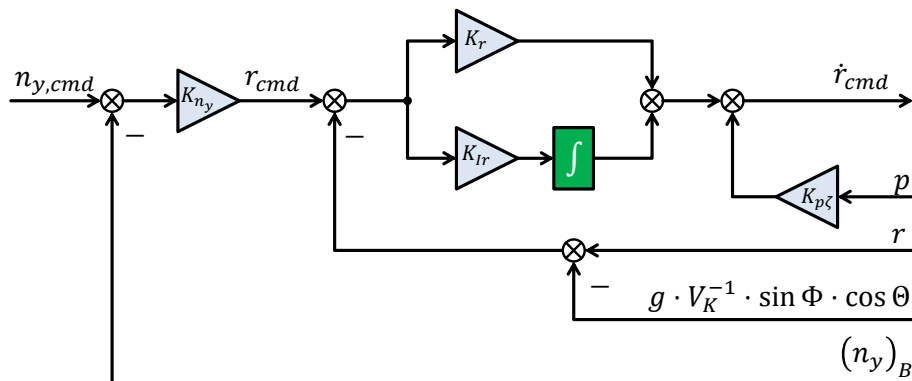 K_r
n_{y,cmd}
K_{n_y}
r_{cmd}
ṙ_{cmd}
−
−
K_{Ir}
∫
K_{pζ}
p
r
−
g · V_K^{-1} · sin Φ · cos Θ
(n_y)_B